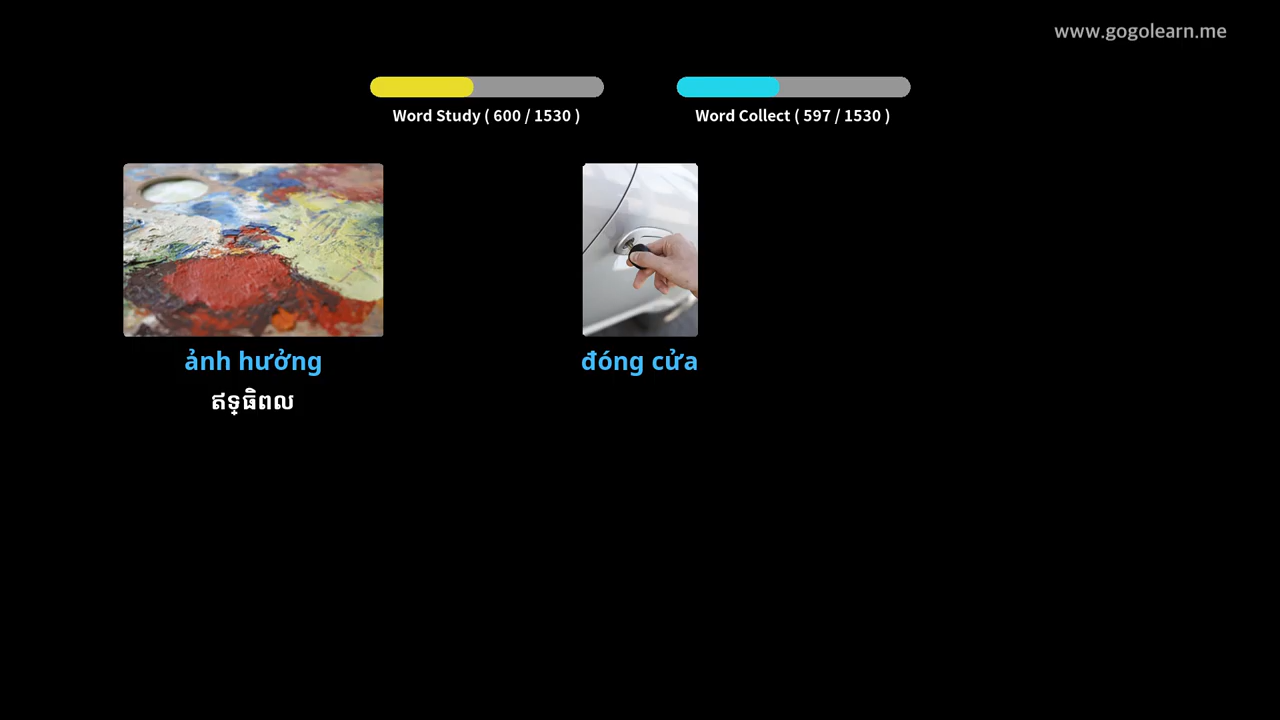 www.gogolearn.me
Word Study ( 600 / 1530 )
Word Collect ( 597 / 1530 )
ảnh hưởng
đóng cửa
ឥទ្ធិពល